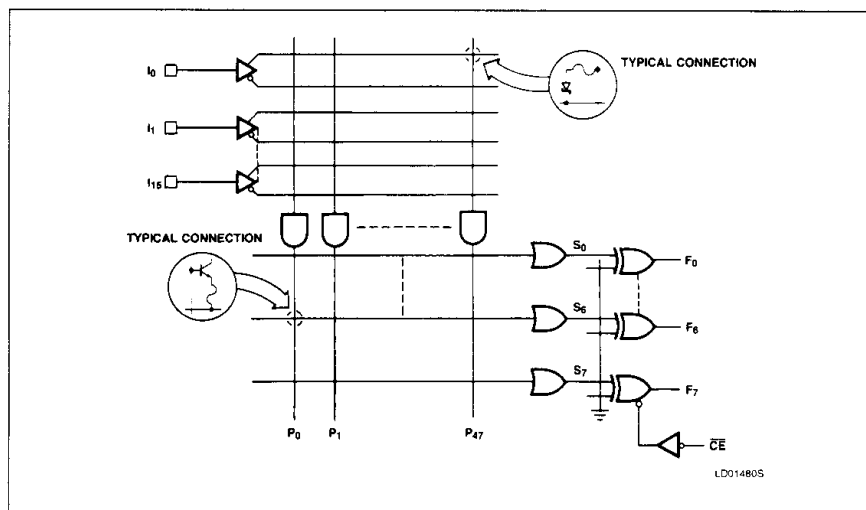 I0
TYPICAL CONNECTION
I1
I15
TYPICAL CONNECTION
S0
F0
S6
F6
S7
F7
P0 P1 P47
CE
LD01480S